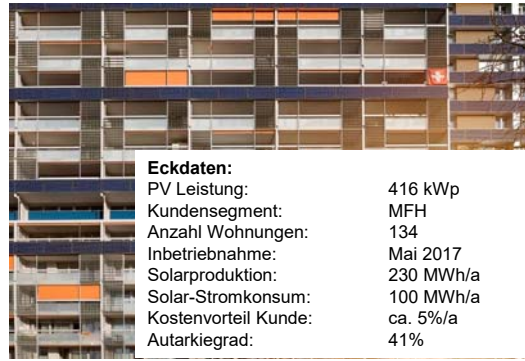 Eckdaten:
PV Leistung: 416 kWp
Kundensegment: MFH
Anzahl Wohnungen: 134
Inbetriebnahme: Mai 2017
Solarproduktion: 230 MWh/a
Solar-Stromkonsum: 100 MWh/a
Kostenvorteil Kunde: ca. 5%/a
Autarkiegrad: 41%